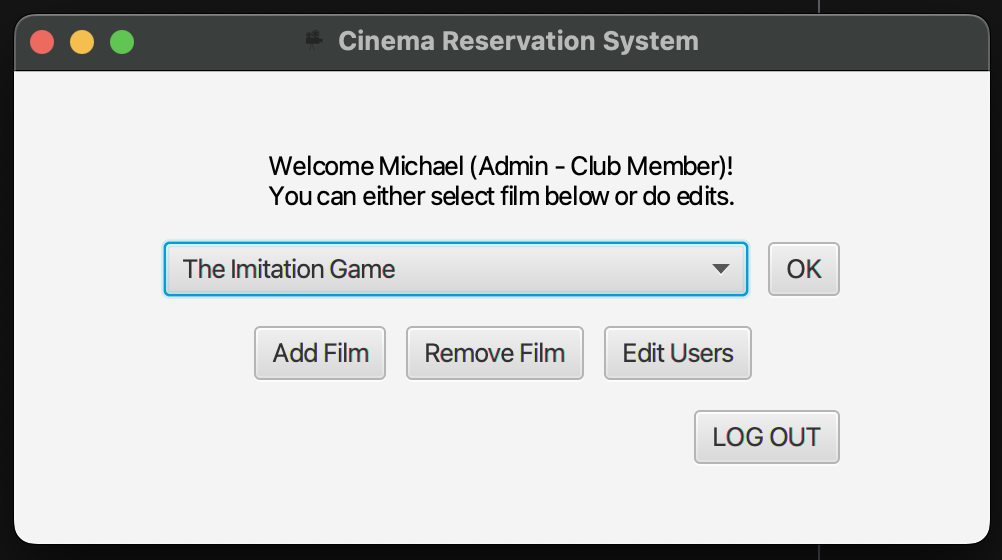 Cinema Reservation System
Welcome Michael (Admin - Club Member)!
You can either select film below or do edits.
The Imitation Game
OK
Add Film
Remove Film
Edit Users
LOG OUT